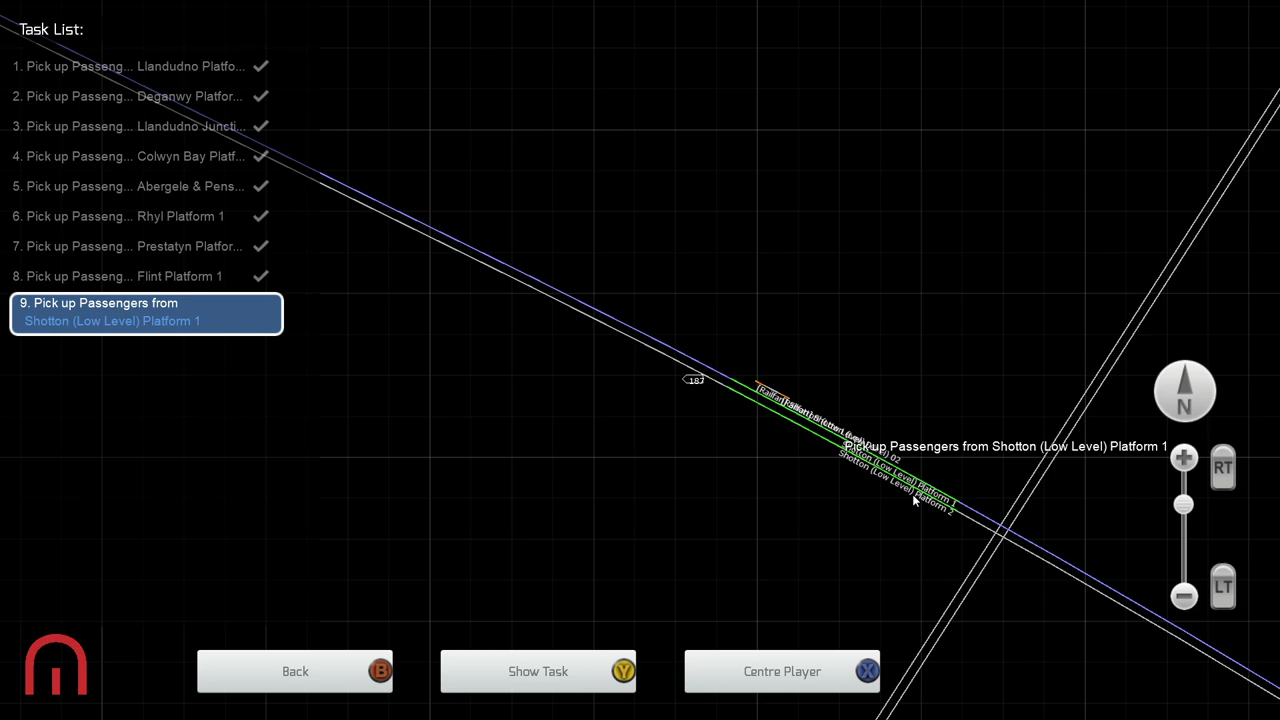 Task List:
1. Pick up Passeng... Llandudno Platfo...
2. Pick up Passeng... Deganwy Platfor...
3. Pick up Passeng... Llandudno Juncti...
4. Pick up Passeng... Colwyn Bay Platf...
5. Pick up Passeng... Abergele & Pens...
6. Pick up Passeng... Rhyl Platform 1
7. Pick up Passeng... Prestatyn Platfor...
8. Pick up Passeng... Flint Platform 1
9. Pick up Passengers from
Shotton (Low Level) Platform 1
187
Pick up Passengers from Shotton (Low Level) Platform 1
Shotton (Low Level) Platform 1
Shotton (Low Level) Platform 2
N
RT
LT
Back B
Show Task Y
Centre Player X